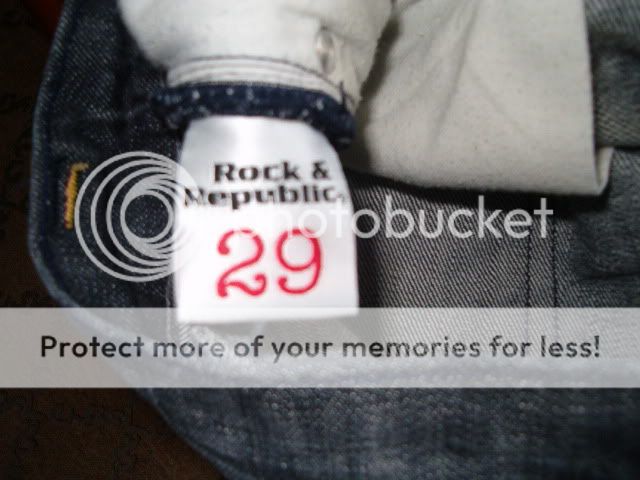 Rock &
Republic
photobucket
29
Protect more of your memories for less!